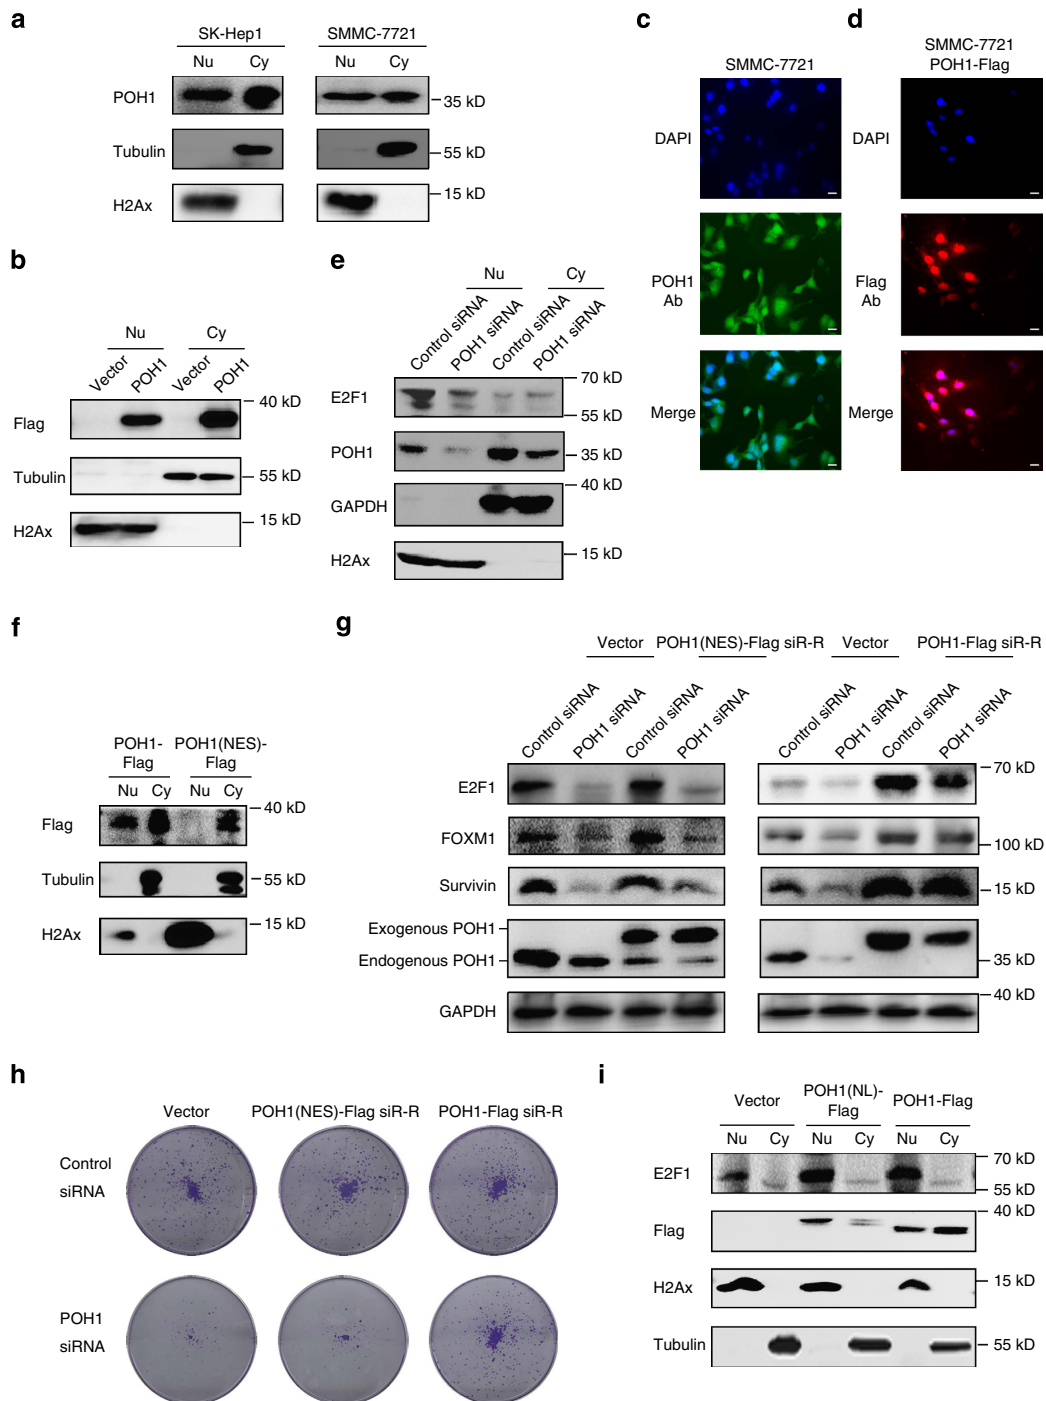 a
SK-Hep1 SMMC-7721
Nu Cy Nu Cy
POH1
35 kD
Tubulin
55 kD
H2Ax
15 kD
b
Nu Cy
Vector POH1 Vector POH1
Flag
40 kD
Tubulin
55 kD
H2Ax
15 kD
c
SMMC-7721
DAPI
POH1
Ab
Merge
d
SMMC-7721
POH1-Flag
DAPI
Flag
Ab
Merge
e
Nu Cy
Control siRNA POH1 siRNA Control siRNA POH1 siRNA
E2F1
70 kD
55 kD
POH1
35 kD
GAPDH
40 kD
H2Ax
15 kD
f
POH1-
Flag
POH1(NES)-
Flag
Nu Cy Nu Cy
Flag
40 kD
Tubulin
55 kD
H2Ax
15 kD
g
Vector POH1(NES)-Flag siR-R Vector POH1-Flag siR-R
Control siRNA POH1 siRNA Control siRNA POH1 siRNA Control siRNA POH1 siRNA Control siRNA POH1 siRNA
E2F1
70 kD
FOXM1
100 kD
Survivin
15 kD
Exogenous POH1
Endogenous POH1
35 kD
GAPDH
40 kD
h
Vector POH1(NES)-Flag siR-R POH1-Flag siR-R
Control
siRNA
POH1
siRNA
i
Vector
POH1(NL)-
Flag
POH1-Flag
Nu Cy Nu Cy Nu Cy
E2F1
70 kD
55 kD
Flag
40 kD
H2Ax
15 kD
Tubulin
55 kD